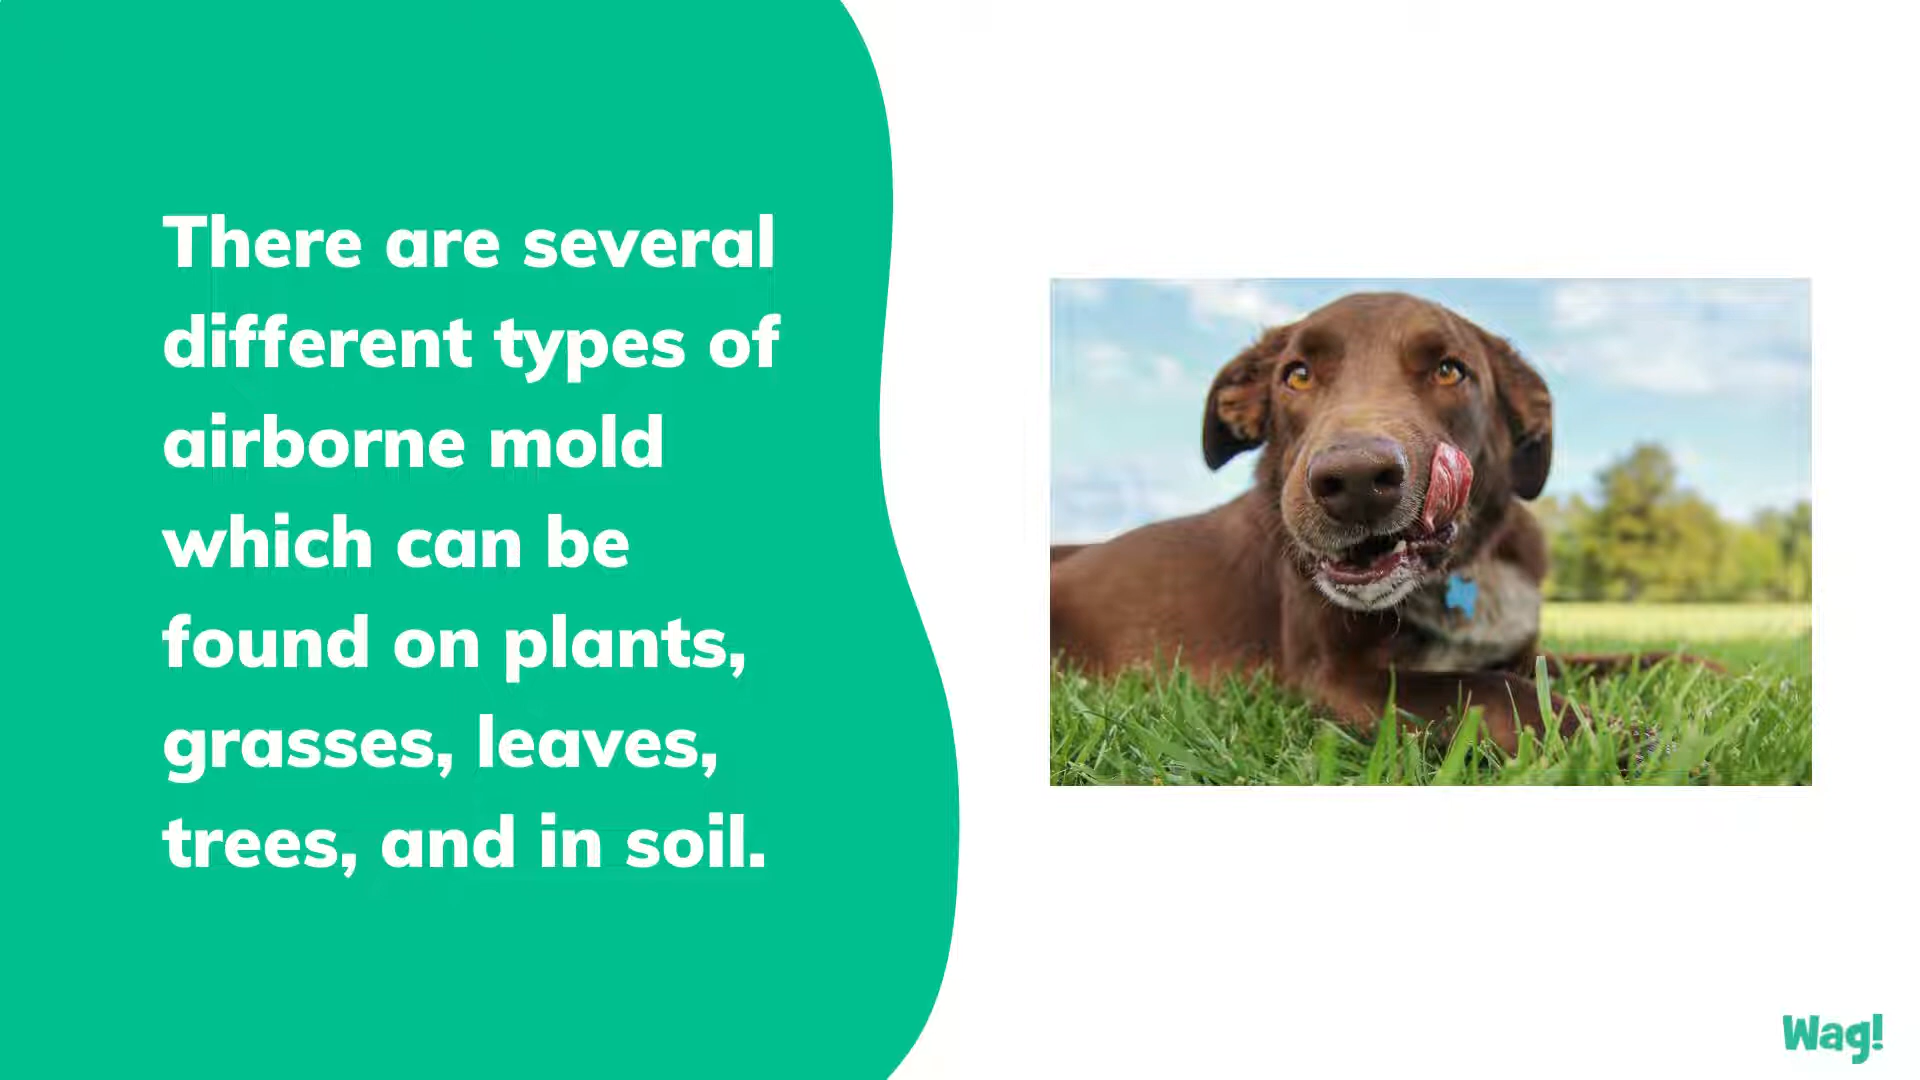 There are several
different types of
airborne mold
which can be
found on plants,
grasses, leaves,
trees, and in soil.
Wag!